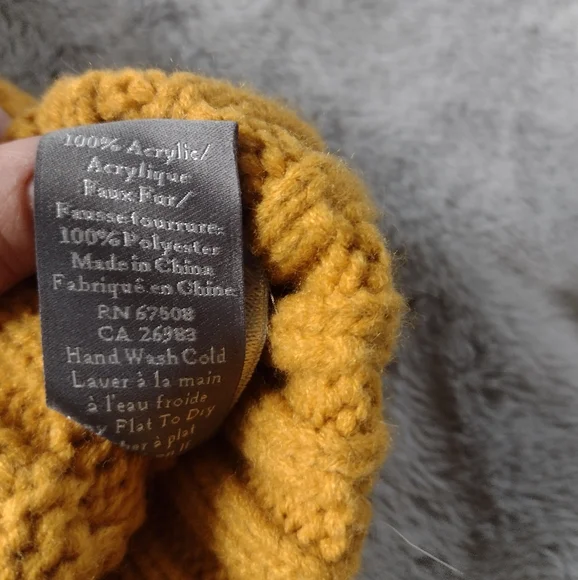 100% Acrylic/
Acrylique
Faux Fur/
Fausse fourrure:
100% Polyester
Made in China
Fabriqué en Chine
RN 67508
CA 26983
Hand Wash Cold
Laver à la main
à l'eau froide
Flat To Dry
à plat